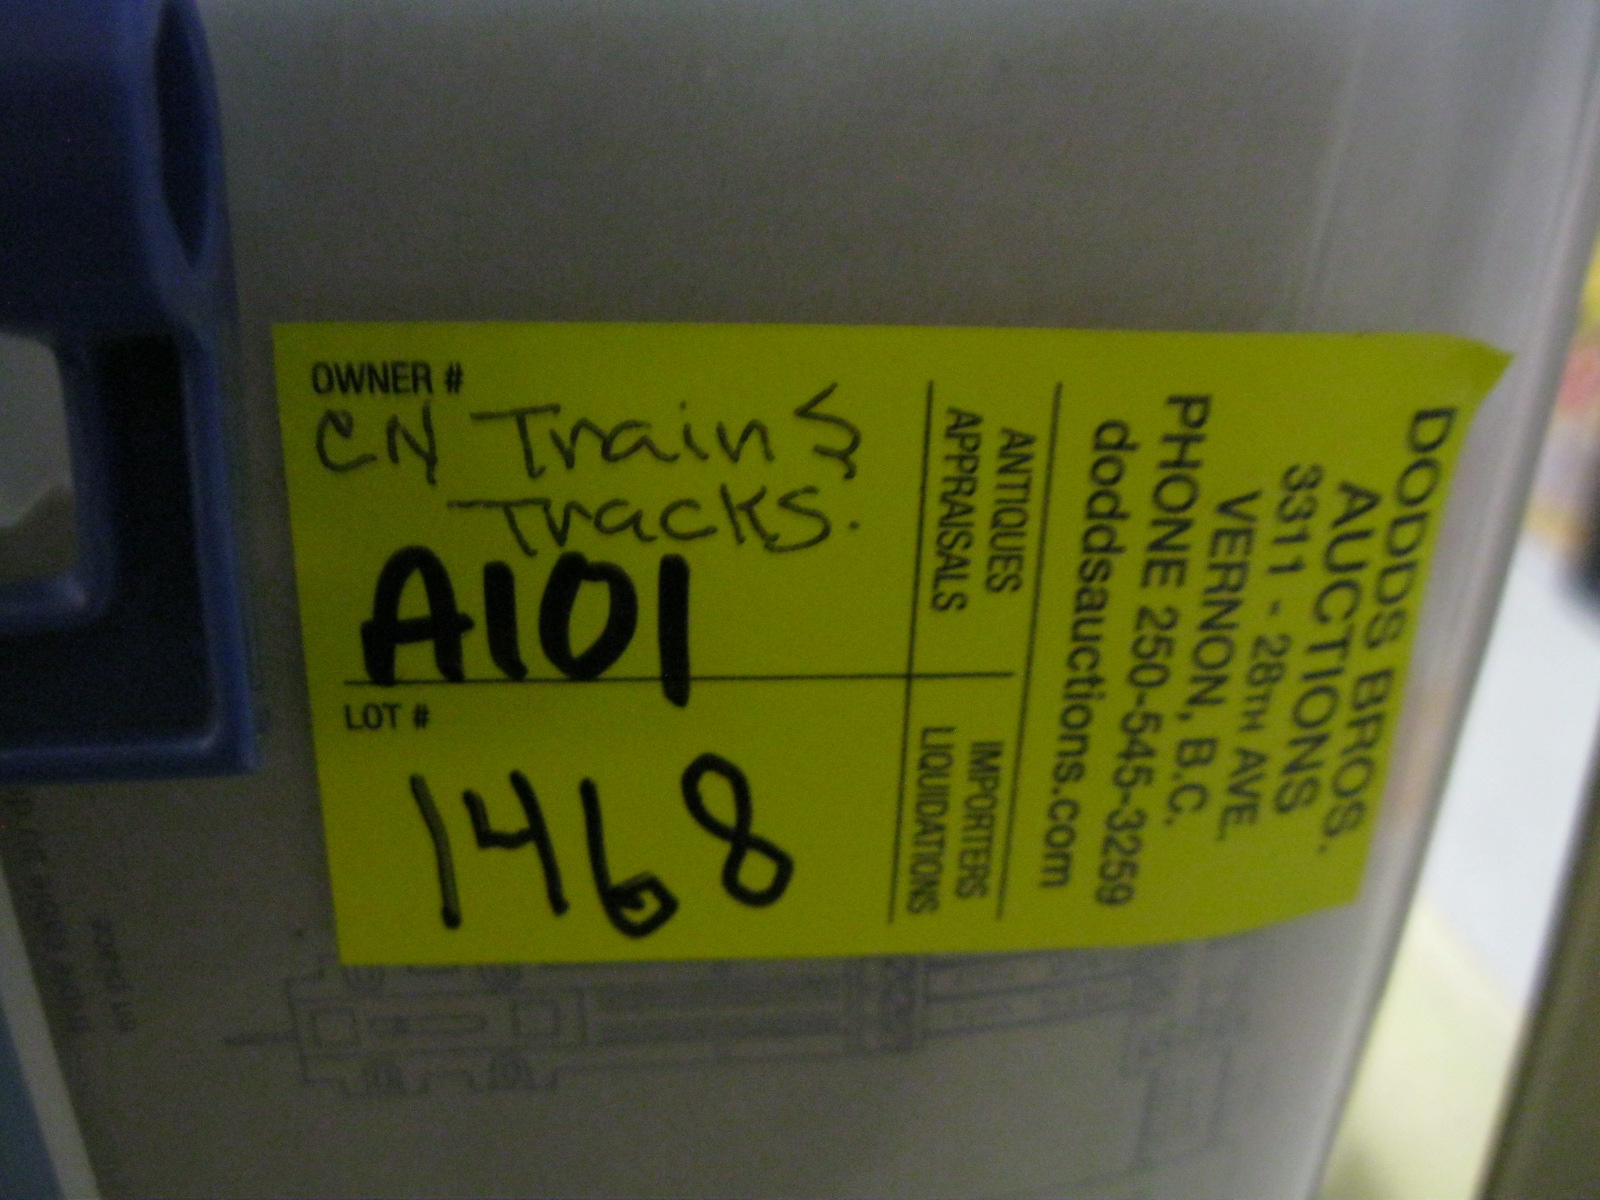 OWNER #
CN Trains
Tracks.
A101
LOT #
1468
ANTIQUES
APPRAISALS
IMPORTERS
LIQUIDATIONS
DODDS BROS.
AUCTIONS
3311 - 28TH AVE.
VERNON, B.C.
PHONE 250-545-3259
doddsauctions.com